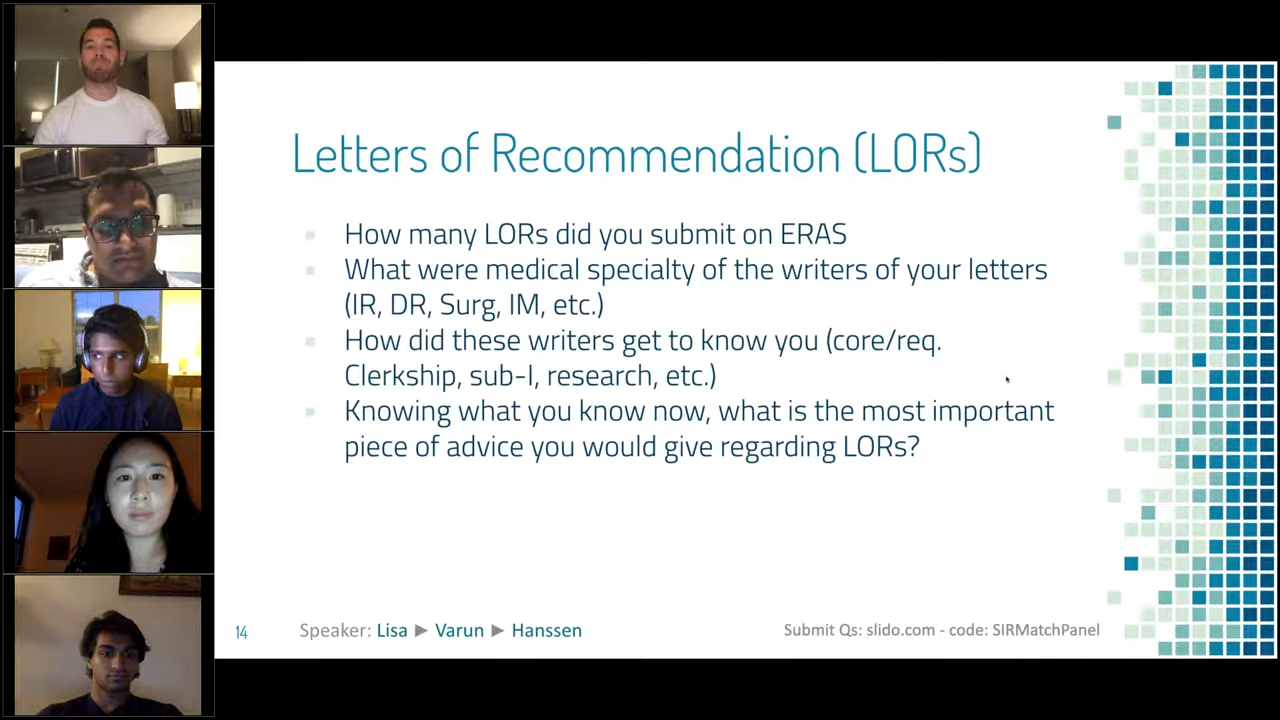 Letters of Recommendation (LORs)
How many LORs did you submit on ERAS
What were medical specialty of the writers of your letters
(IR, DR, Surg, IM, etc.)
How did these writers get to know you (core/req.
Clerkship, sub-I, research, etc.)
Knowing what you know now, what is the most important
piece of advice you would give regarding LORs?
14
Speaker: Lisa ► Varun ► Hanssen
Submit Qs: slido.com - code: SIRMatchPanel